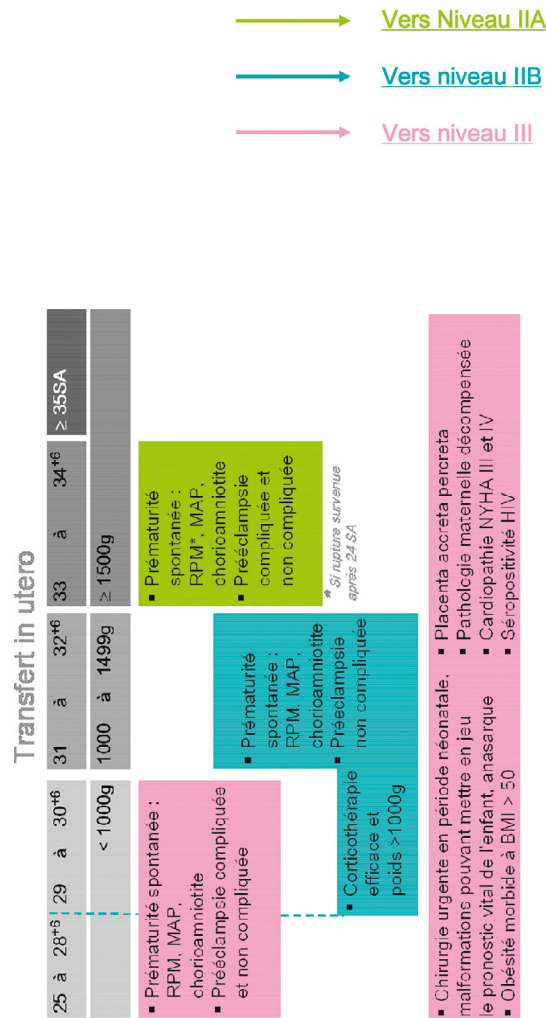 Vers Niveau IIA
Vers niveau IIB
Vers niveau III
Transfert in utero
25 à 28+6
29 à 30+6
31 à 32+6
33 à 34+6
≥ 35SA
< 1000g
1000 à 1499g
≥ 1500g
▪ Prématurité spontanée :
RPM, MAP,
chorioamniotite
▪ Prééclampsie compliquée
et non compliquée
▪ Prématurité
spontanée :
RPM, MAP,
chorioamniotite
▪ Prééclampsie
non compliquée
▪ Corticothérapie
efficace et
poids >1000g
▪ Prématurité
spontanée :
RPM*, MAP,
chorioamniotite
▪ Prééclampsie
compliquée et
non compliquée
* Si rupture survenue
après 24 SA
▪ Chirurgie urgente en période néonatale,
malformations pouvant mettre en jeu
le pronostic vital de l'enfant, anasarque
▪ Obésité morbide à BMI > 50
▪ Placenta accreta percreta
▪ Pathologie maternelle décompensée
▪ Cardiopathie NYHA III et IV
▪ Séropositivité HIV